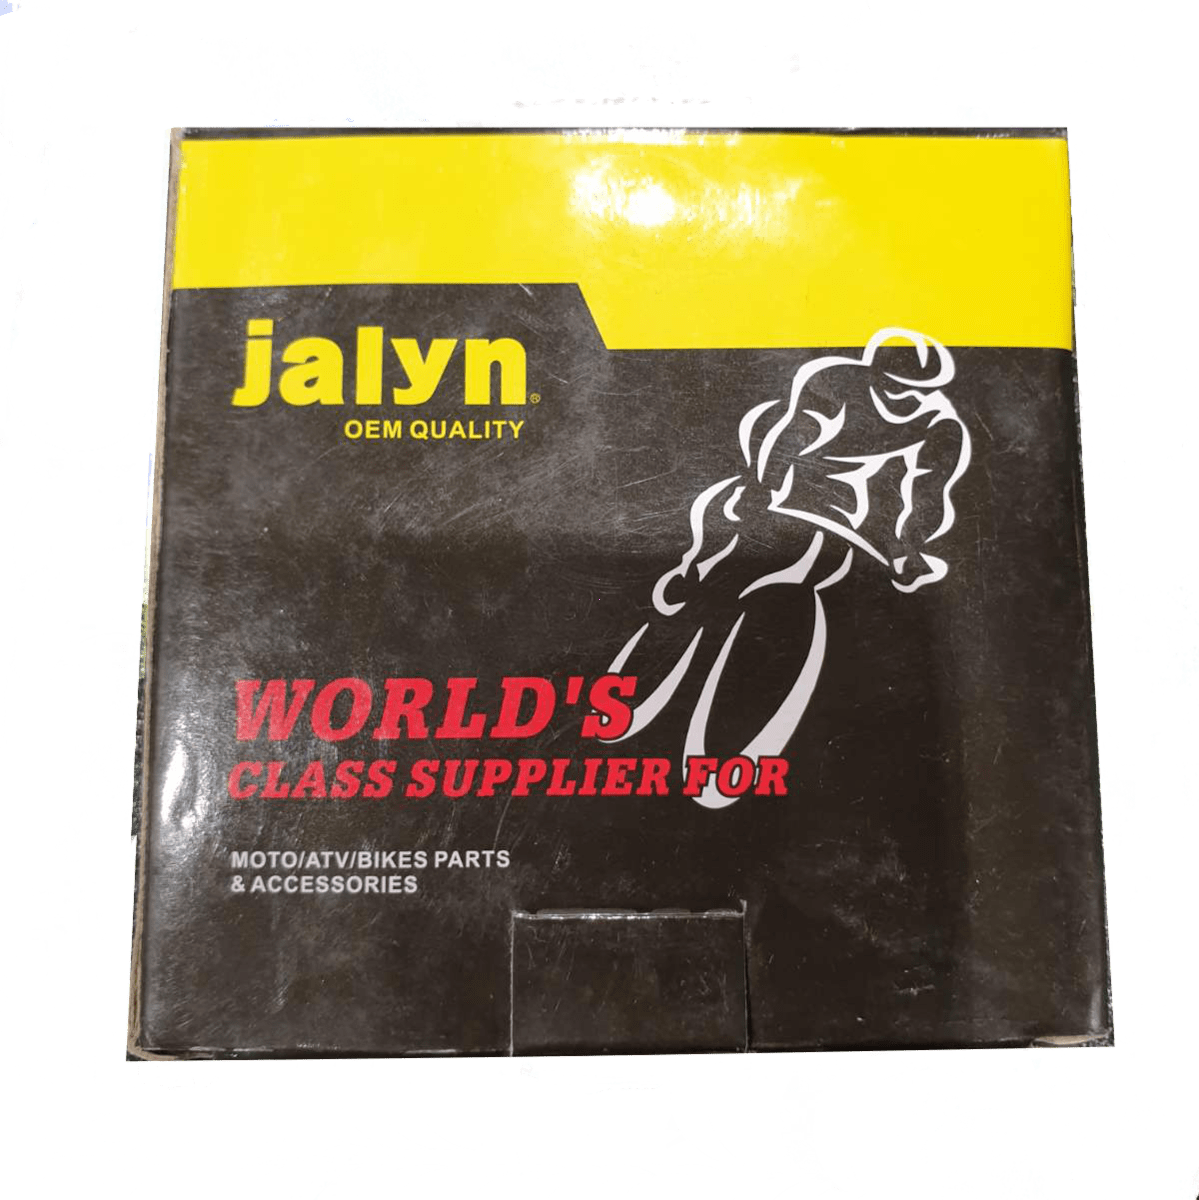 jalyn®
OEM QUALITY
WORLD'S
CLASS SUPPLIER FOR
MOTO/ATV/BIKES PARTS
& ACCESSORIES